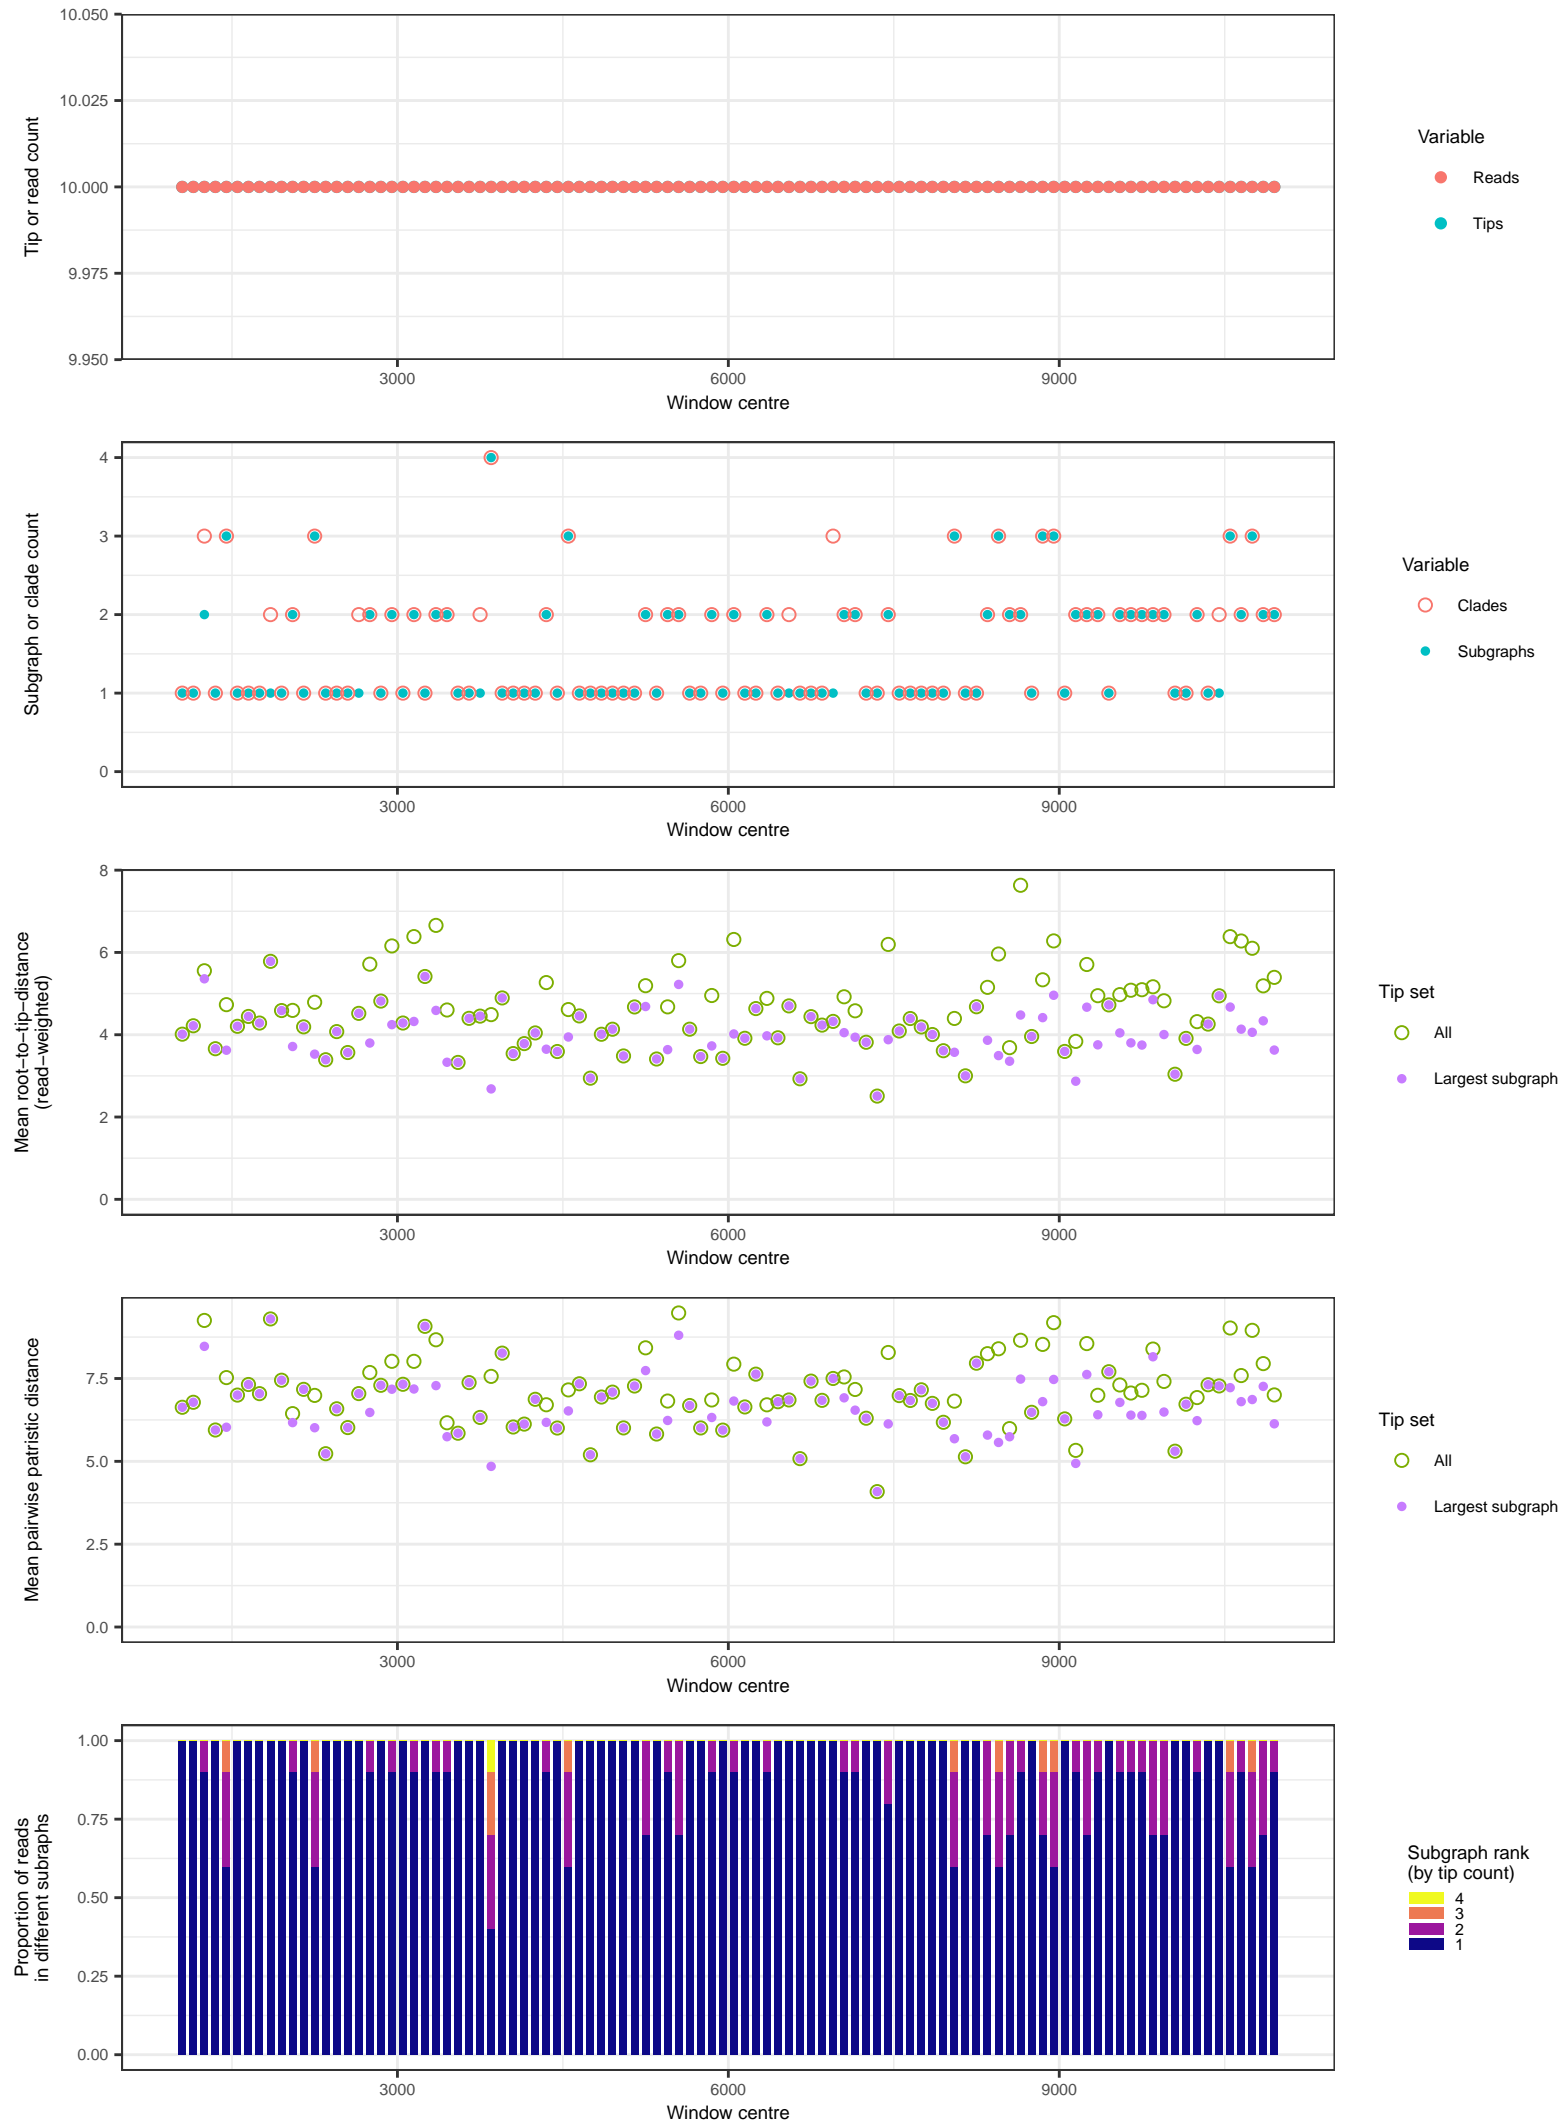 10.050
10.025
10.000
9.975
9.950
Tip or read count
3000 6000 9000
Window centre
Variable
Reads
Tips
4
3
2
1
0
Subgraph or clade count
3000 6000 9000
Window centre
Variable
Clades
Subgraphs
8
6
4
2
0
Mean root−to−tip−distance
(read−weighted)
3000 6000 9000
Window centre
Tip set
All
Largest subgraph
7.5
5.0
2.5
0.0
Mean pairwise patristic distance
3000 6000 9000
Window centre
Tip set
All
Largest subgraph
1.00
0.75
0.50
0.25
0.00
Proportion of reads
in different subraphs
3000 6000 9000
Window centre
Subgraph rank
(by tip count)
4
3
2
1